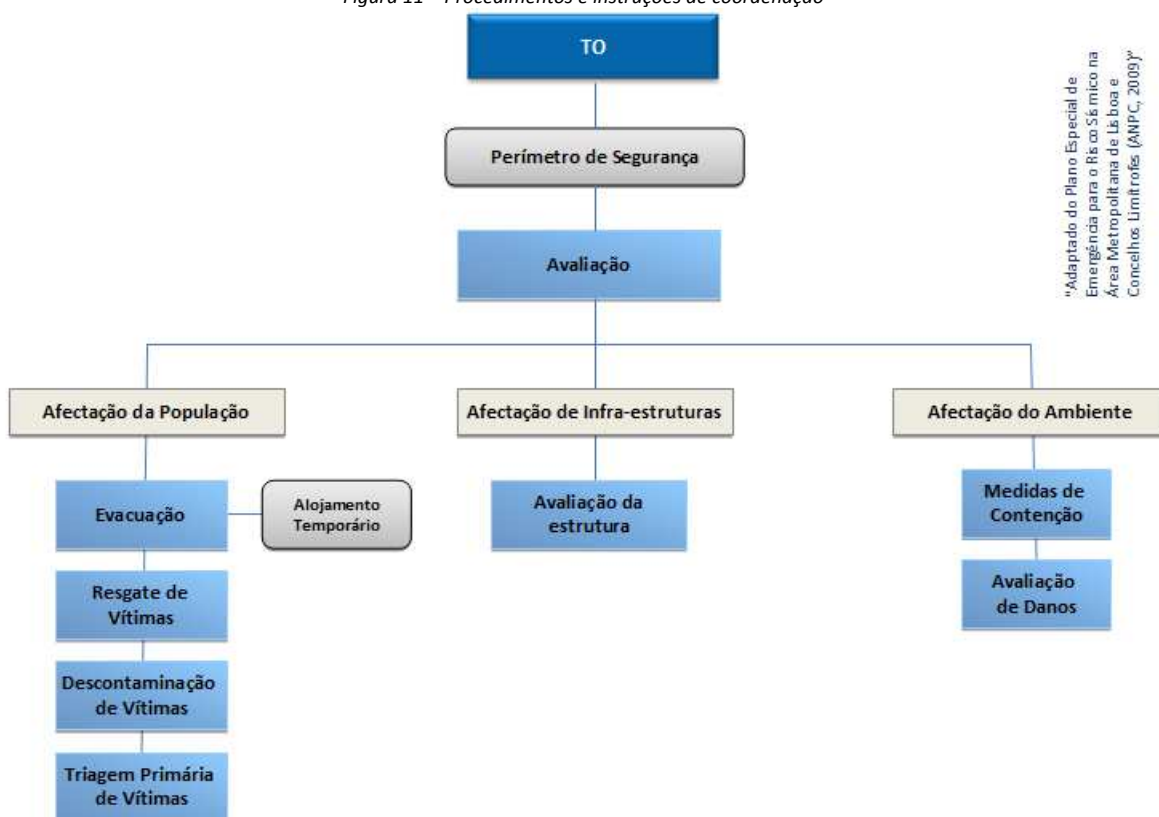 Figura 11 – Procedimentos e instruções de coordenação
TO
Perímetro de Segurança
Avaliação
Afectação da População
Afectação de Infra-estruturas
Afectação do Ambiente
Evacuação
Alojamento
Temporário
Resgate de
Vítimas
Descontaminação
de Vítimas
Triagem Primária
de Vítimas
Avaliação da
estrutura
Medidas de
Contenção
Avaliação
de Danos
"Adaptado do Plano Especial de
Emergência para o Risco Sísmico na
Área Metropolitana de Lisboa e
Concelhos Limítrofes (ANPC, 2009)"